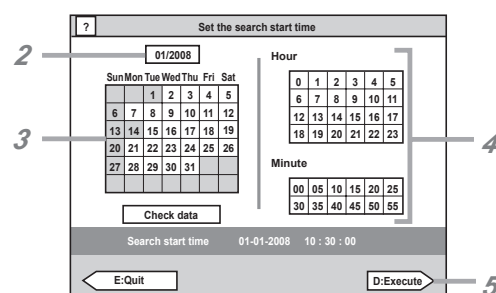 ? Set the search start time
2 01/2008
Hour
Sun Mon Tue Wed Thu Fri Sat
1 2 3 4 5
6 7 8 9 10 11 12
13 14 15 16 17 18 19
20 21 22 23 24 25 26
27 28 29 30 31
3
0 1 2 3 4 5
6 7 8 9 10 11
12 13 14 15 16 17
18 19 20 21 22 23
4
Minute
00 05 10 15 20 25
30 35 40 45 50 55
Check data
Search start time 01-01-2008 10 : 30 : 00
E:Quit
D:Execute 5